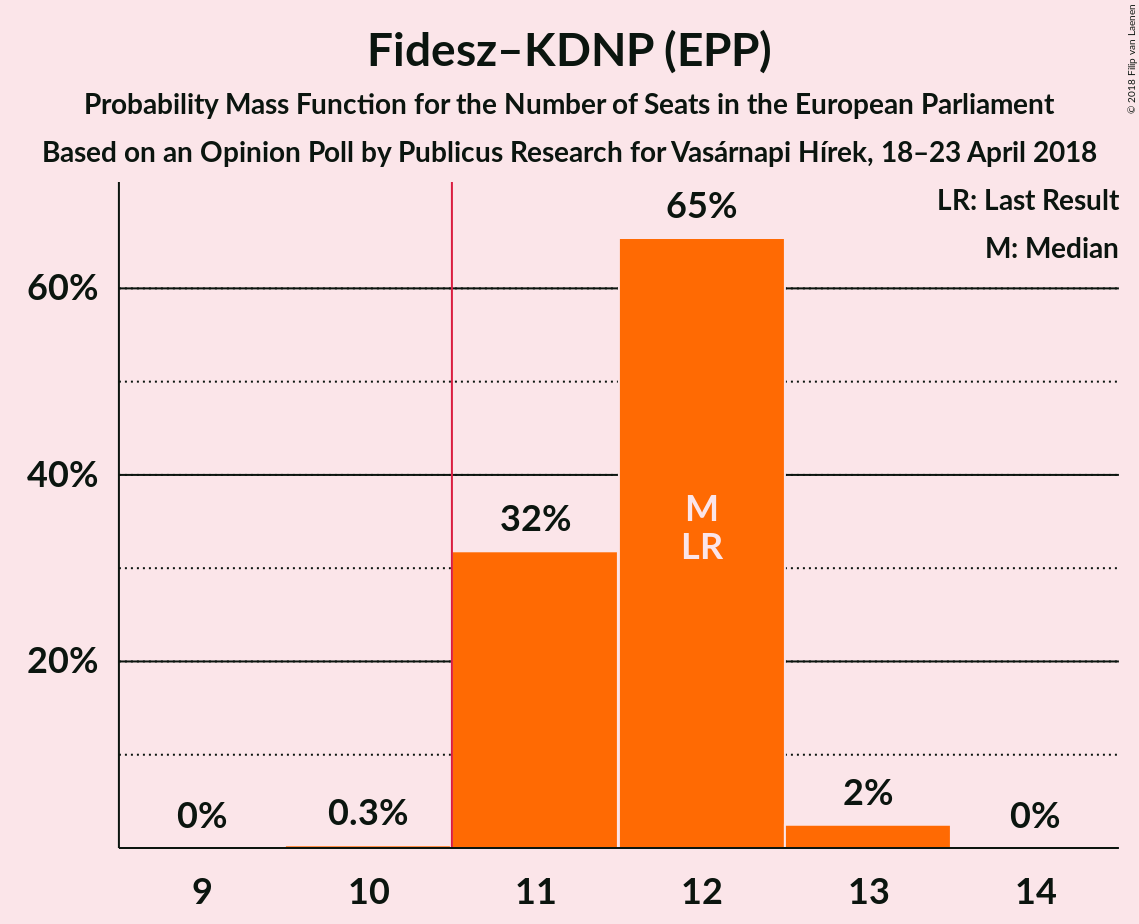 Fidesz–KDNP (EPP)
Probability Mass Function for the Number of Seats in the European Parliament
Based on an Opinion Poll by Publicus Research for Vasárnapi Hírek, 18–23 April 2018
© 2018 Filip van Laenen
LR: Last Result
M: Median
60%
40%
20%
0%
0.3%
32%
65%
M
LR
2%
0%
9
10
11
12
13
14